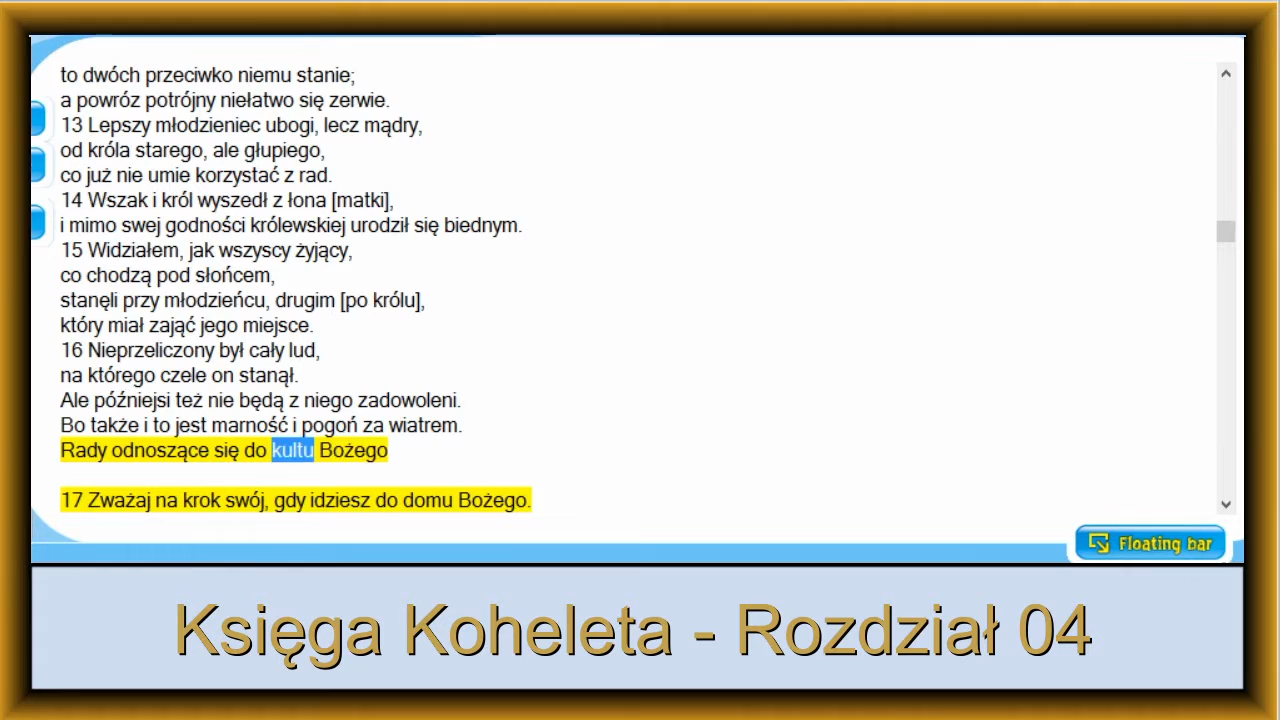 to dwóch przeciwko niemu stanie;
a powróz potrójny niełatwo się zerwie.
13 Lepszy młodzieniec ubogi, lecz mądry,
od króla starego, ale głupiego,
co już nie umie korzystać z rad.
14 Wszak i król wyszedł z łona [matki],
i mimo swej godności królewskiej urodził się biednym.
15 Widziałem, jak wszyscy żyjący,
co chodzą pod słońcem,
stanęli przy młodzieńcu, drugim [po królu],
który miał zająć jego miejsce.
16 Nieprzeliczony był cały lud,
na którego czele on stanął.
Ale późniejsi też nie będą z niego zadowoleni.
Bo także i to jest marność i pogoń za wiatrem.
Rady odnoszące się do kultu Bożego
17 Zważaj na krok swój, gdy idziesz do domu Bożego.
Floating bar
Księga Koheleta - Rozdział 04